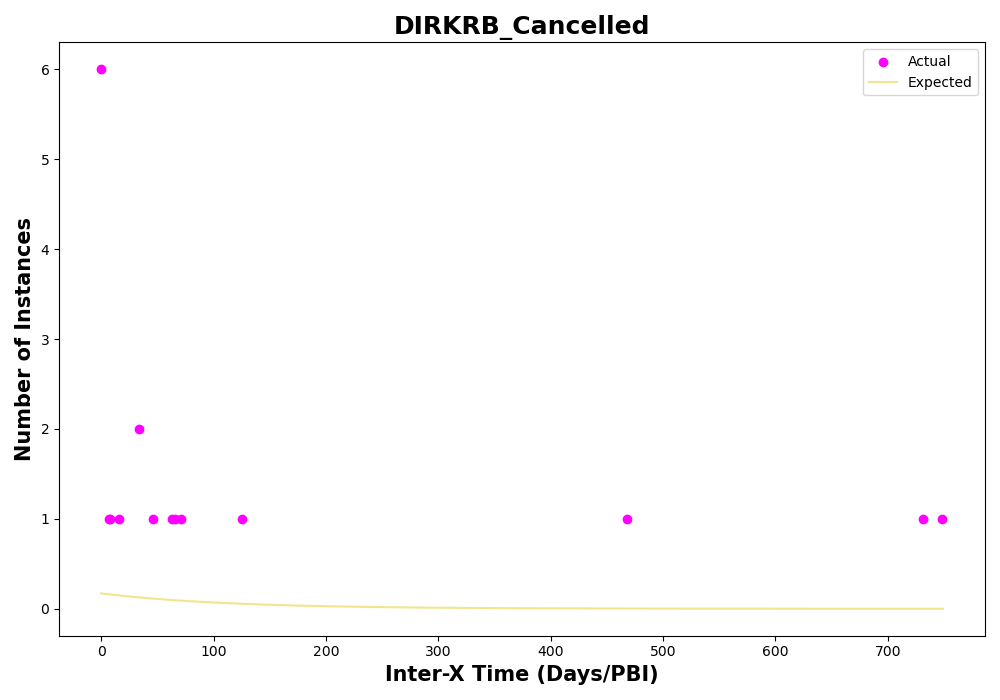 DIRKRB_Cancelled
Actual
Expected
6
5
4
3
2
1
0
Number of Instances
0 100 200 300 400 500 600 700
Inter-X Time (Days/PBI)